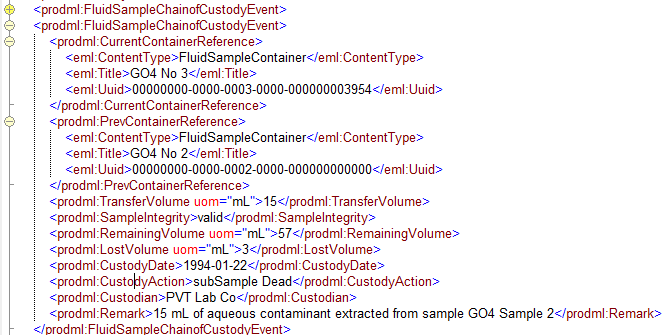 <prodml:FluidSampleChainofCustodyEvent>
<prodml:FluidSampleChainofCustodyEvent>
<prodml:CurrentContainerReference>
<eml:ContentType>FluidSampleContainer</eml:ContentType>
<eml:Title>GO4 No 3</eml:Title>
<eml:Uuid>00000000-0000-0003-0000-000000003954</eml:Uuid>
</prodml:CurrentContainerReference>
<prodml:PrevContainerReference>
<eml:ContentType>FluidSampleContainer</eml:ContentType>
<eml:Title>GO4 No 2</eml:Title>
<eml:Uuid>00000000-0000-0002-0000-000000000000</eml:Uuid>
</prodml:PrevContainerReference>
<prodml:TransferVolume uom="mL">15</prodml:TransferVolume>
<prodml:SampleIntegrity>valid</prodml:SampleIntegrity>
<prodml:RemainingVolume uom="mL">57</prodml:RemainingVolume>
<prodml:LostVolume uom="mL">3</prodml:LostVolume>
<prodml:CustodyDate>1994-01-22</prodml:CustodyDate>
<prodml:CustodyAction>subSample Dead</prodml:CustodyAction>
<prodml:Custodian>PVT Lab Co</prodml:Custodian>
<prodml:Remark>15 mL of aqueous contaminant extracted from sample GO4 Sample 2</prodml:Remark>
</prodml:FluidSampleChainofCustodyEvent>